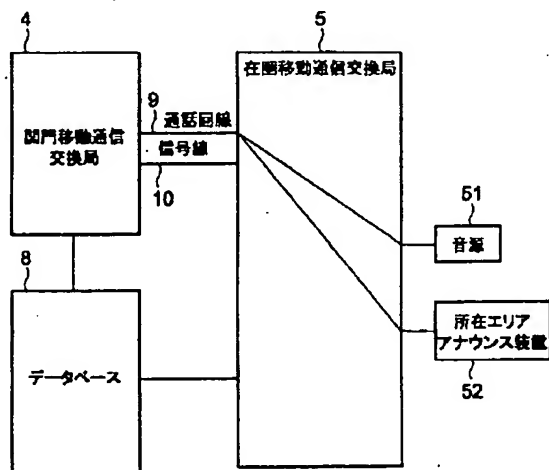 4
5
関門移動通信
交換局
在圏移動通信交換局
9
通話回線
信号線
10
51
音源
8
データベース
所在エリア
アナウンス装置
52